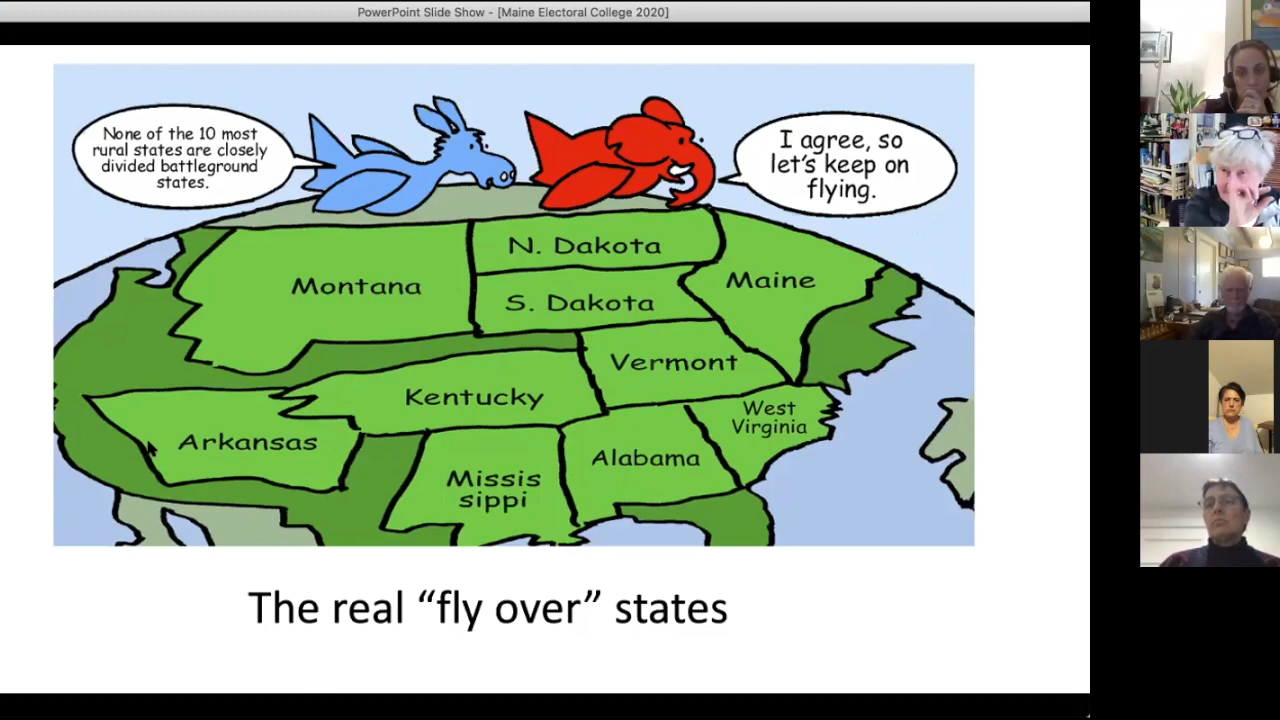 PowerPoint Slide Show - [Maine Electoral College 2020]
None of the 10 most
rural states are closely
divided battleground
states.
I agree, so
let's keep on
flying.
Montana
N. Dakota
S. Dakota
Maine
Vermont
Kentucky
Arkansas
West
Virginia
Alabama
Missis
sippi
The real “fly over” states